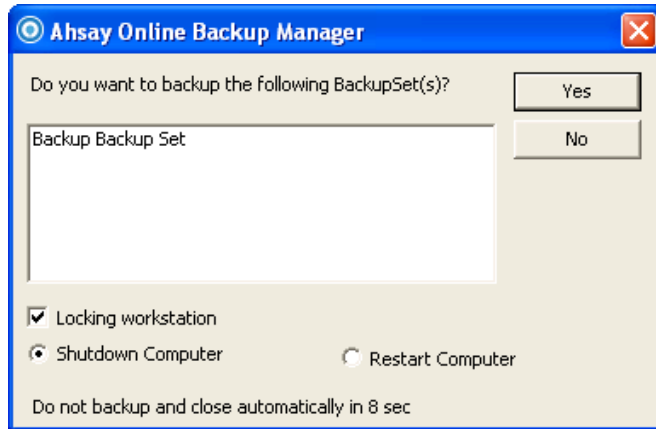 Ahsay Online Backup Manager
Do you want to backup the following BackupSet(s)?
Yes
No
Backup Backup Set
Locking workstation
Shutdown Computer
Restart Computer
Do not backup and close automatically in 8 sec